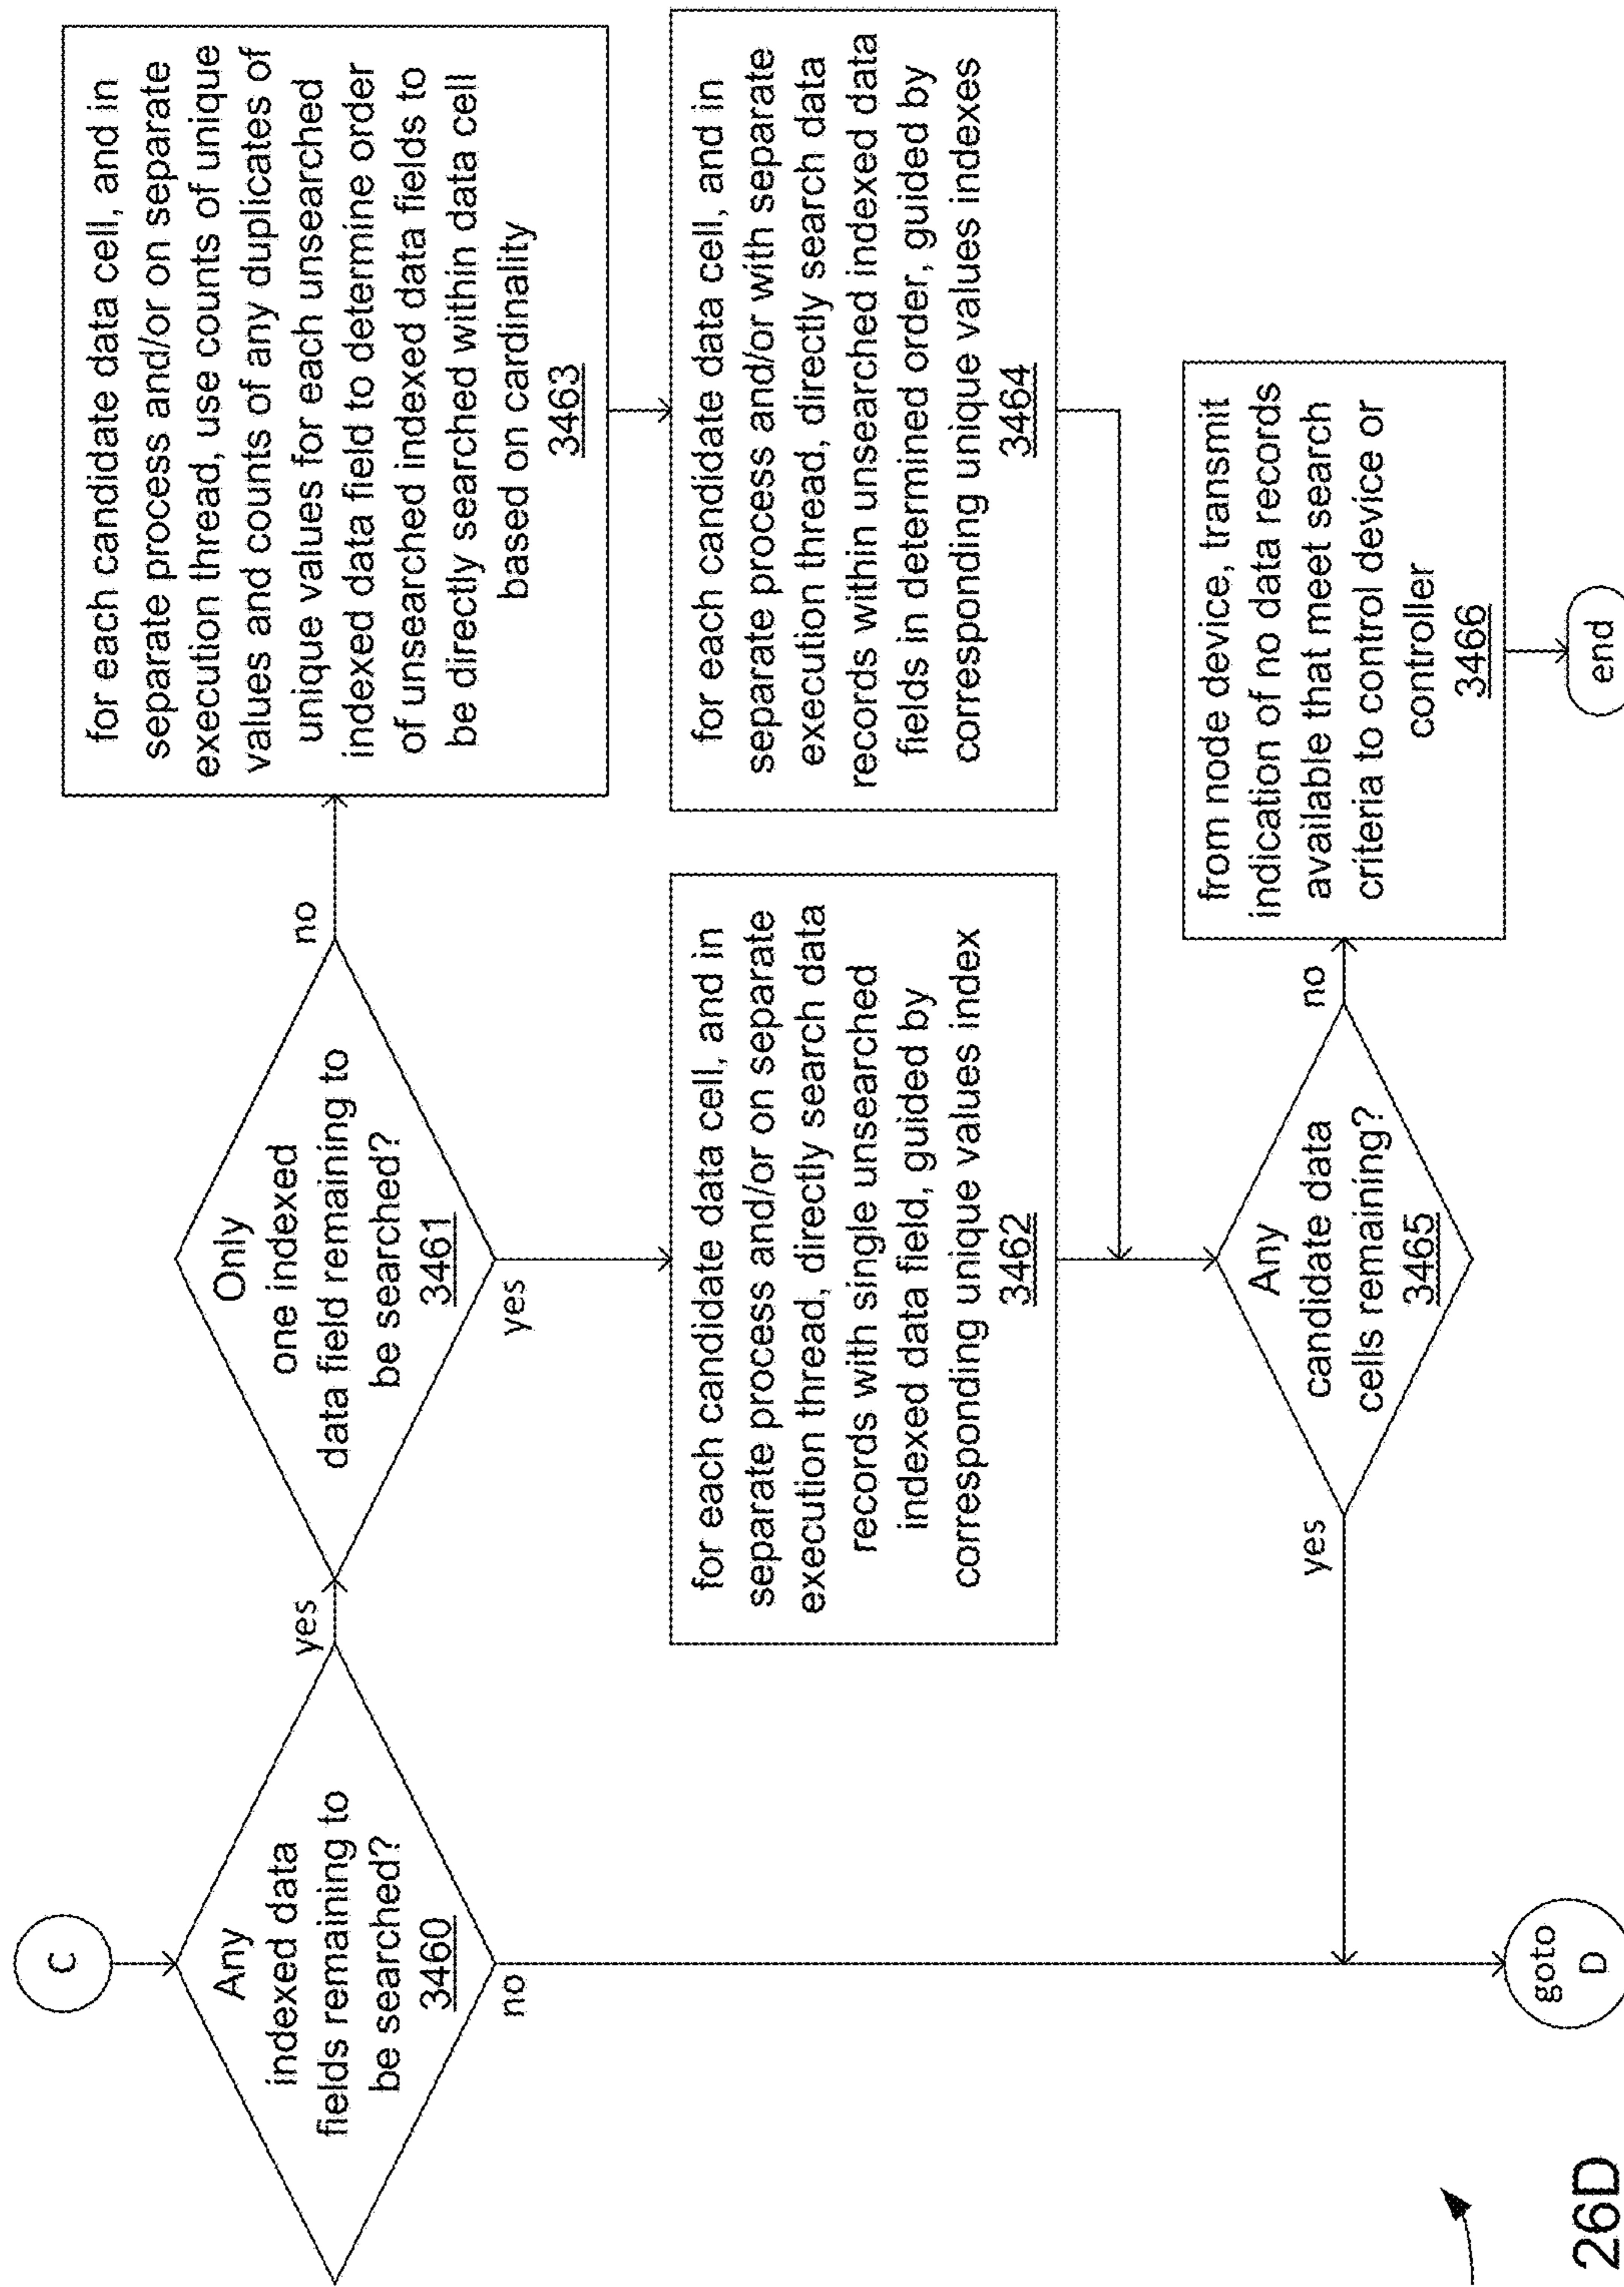 C
Any
indexed data
fields remaining to
be searched?
3460
yes
no
Only
one indexed
data field remaining to
be searched?
3461
no
yes
for each candidate data cell, and in
separate process and/or on separate
execution thread, use counts of unique
values and counts of any duplicates of
unique values for each unsearched
indexed data field to determine order
of unsearched indexed data fields to
be directly searched within data cell
based on cardinality
3463
for each candidate data cell, and in
separate process and/or on separate
execution thread, directly search data
records with single unsearched
indexed data field, guided by
corresponding unique values index
3462
for each candidate data cell, and in
separate process and/or with separate
execution thread, directly search data
records within unsearched indexed data
fields in determined order, guided by
corresponding unique values indexes
3464
Any
candidate data
cells remaining?
3465
yes
no
from node device, transmit
indication of no data records
available that meet search
criteria to control device or
controller
3466
end
goto
D
26D